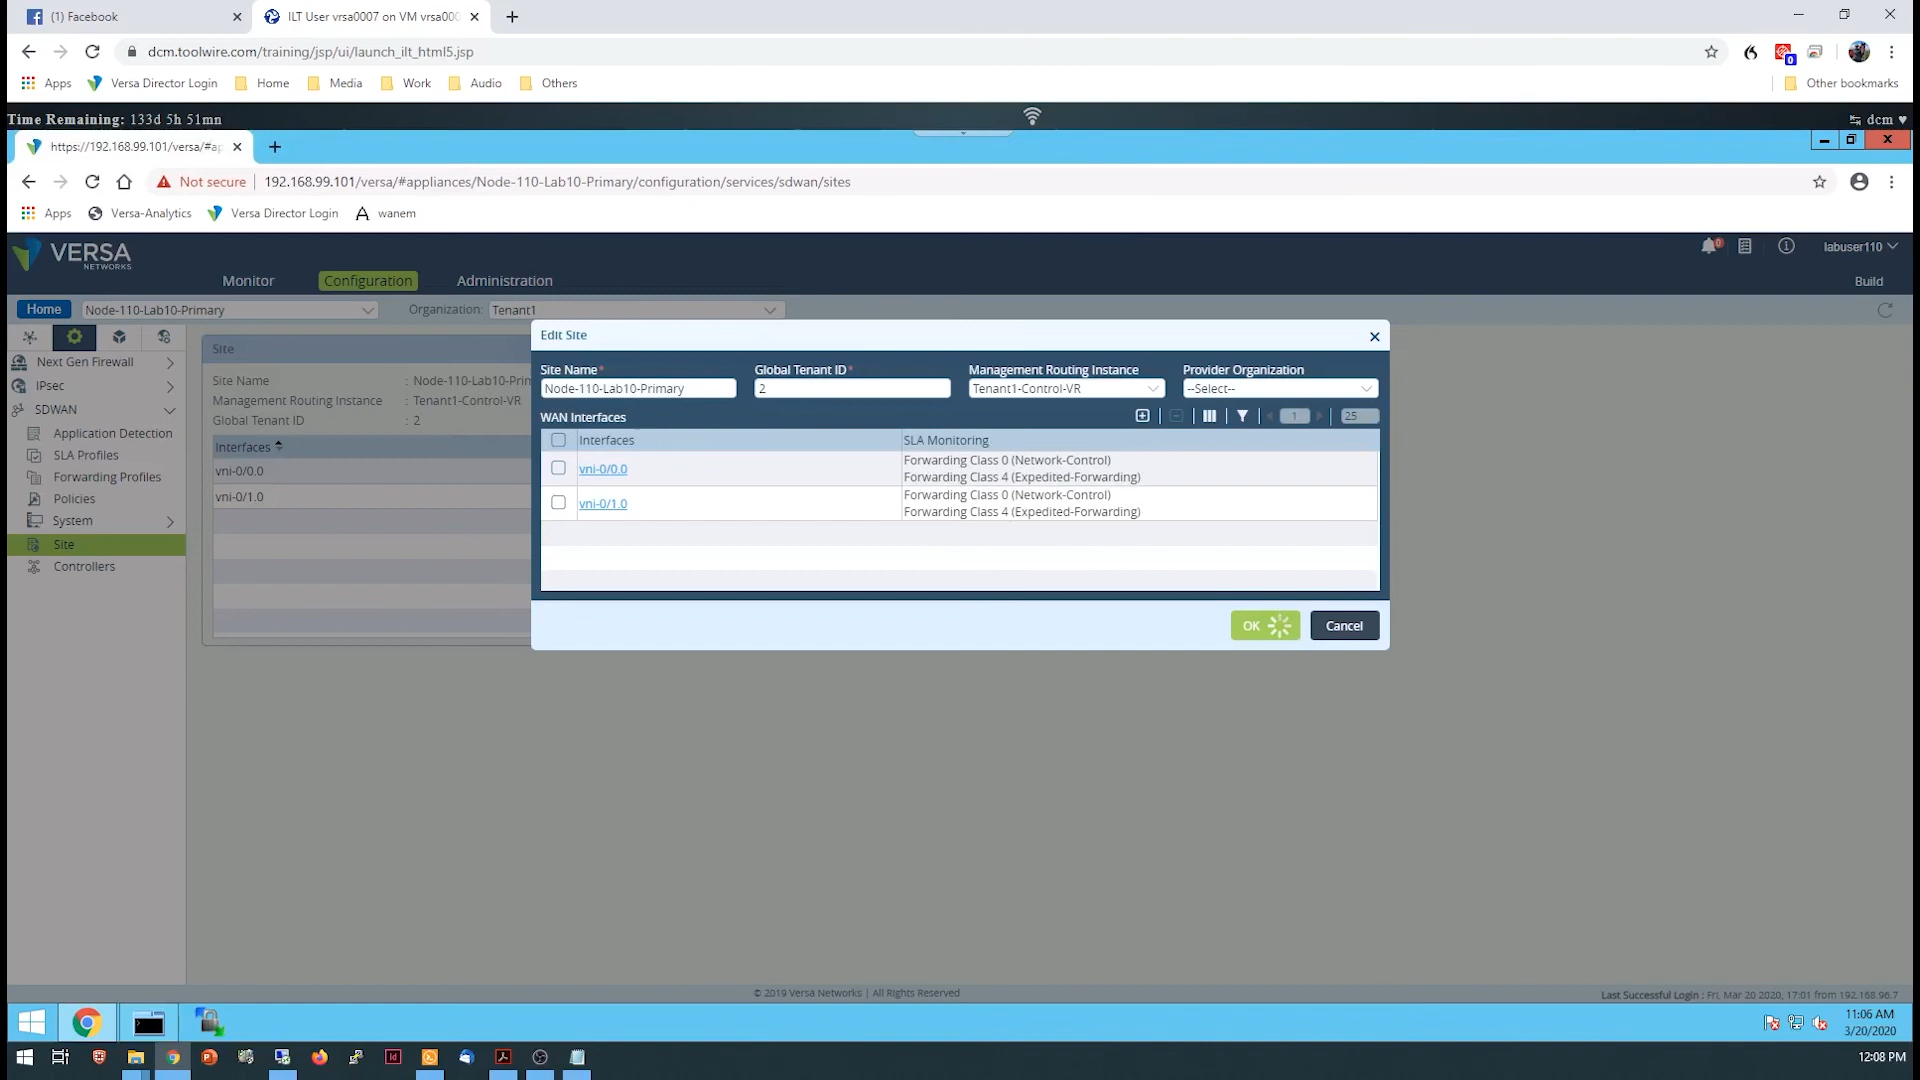 (1) Facebook
ILT User vrsa0007 on VM vrsa000
dcm.toolwire.com/training/jsp/ui/launch_ilt_html5.jsp
0
Apps
Versa Director Login
Home
Media
Work
Audio
Others
Other bookmarks
Time Remaining: 133d 5h 51mn
dcm ♥
https://192.168.99.101/versa/#ap
Not secure
192.168.99.101/versa/#appliances/Node-110-Lab10-Primary/configuration/services/sdwan/sites
Apps
Versa-Analytics
Versa Director Login
wanem
VERSA
NETWORKS
Monitor
Configuration
Administration
0
labuser110
Build
Home
Node-110-Lab10-Primary
Organization:
Tenant1
Next Gen Firewall
IPsec
SDWAN
Application Detection
SLA Profiles
Forwarding Profiles
Policies
System
Site
Controllers
Site
Site Name : Node-110-Lab10-Prin
Management Routing Instance : Tenant1-Control-VR
Global Tenant ID : 2
Interfaces
vni-0/0.0
vni-0/1.0
Edit Site
Site Name*
Global Tenant ID*
Management Routing Instance
Provider Organization
Node-110-Lab10-Primary
2
Tenant1-Control-VR
--Select--
WAN Interfaces
1
25
Interfaces
SLA Monitoring
vni-0/0.0
Forwarding Class 0 (Network-Control)
Forwarding Class 4 (Expedited-Forwarding)
vni-0/1.0
Forwarding Class 0 (Network-Control)
Forwarding Class 4 (Expedited-Forwarding)
OK
Cancel
© 2019 Versa Networks | All Rights Reserved
Last Successful Login : Fri, Mar 20 2020, 17:01 from 192.168.96.7
11:06 AM
3/20/2020
12:08 PM